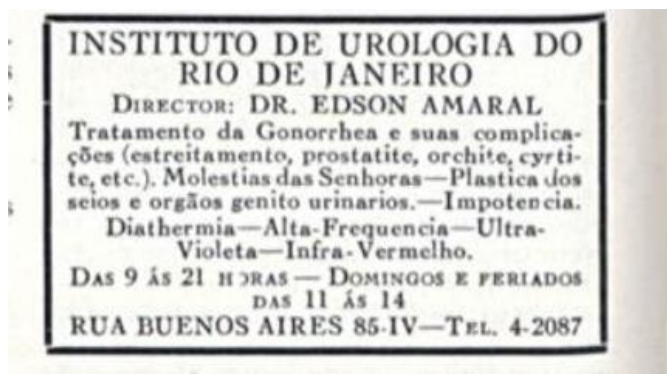 INSTITUTO DE UROLOGIA DO
RIO DE JANEIRO
DIRECTOR: DR. EDSON AMARAL
Tratamento da Gonorrhea e suas complica-
ções (estreitamento, prostatite, orchite, cyrti-
te, etc.). Molestias das Senhoras—Plastica dos
seios e orgãos genito urinarios.—Impotencia.
Diathermia—Alta-Frequencia—Ultra-
Violeta—Infra-Vermelho.
DAS 9 ÁS 21 HORAS — DOMINGOS E FERIADOS
DAS 11 ÁS 14
RUA BUENOS AIRES 85-IV—TEL. 4-2087